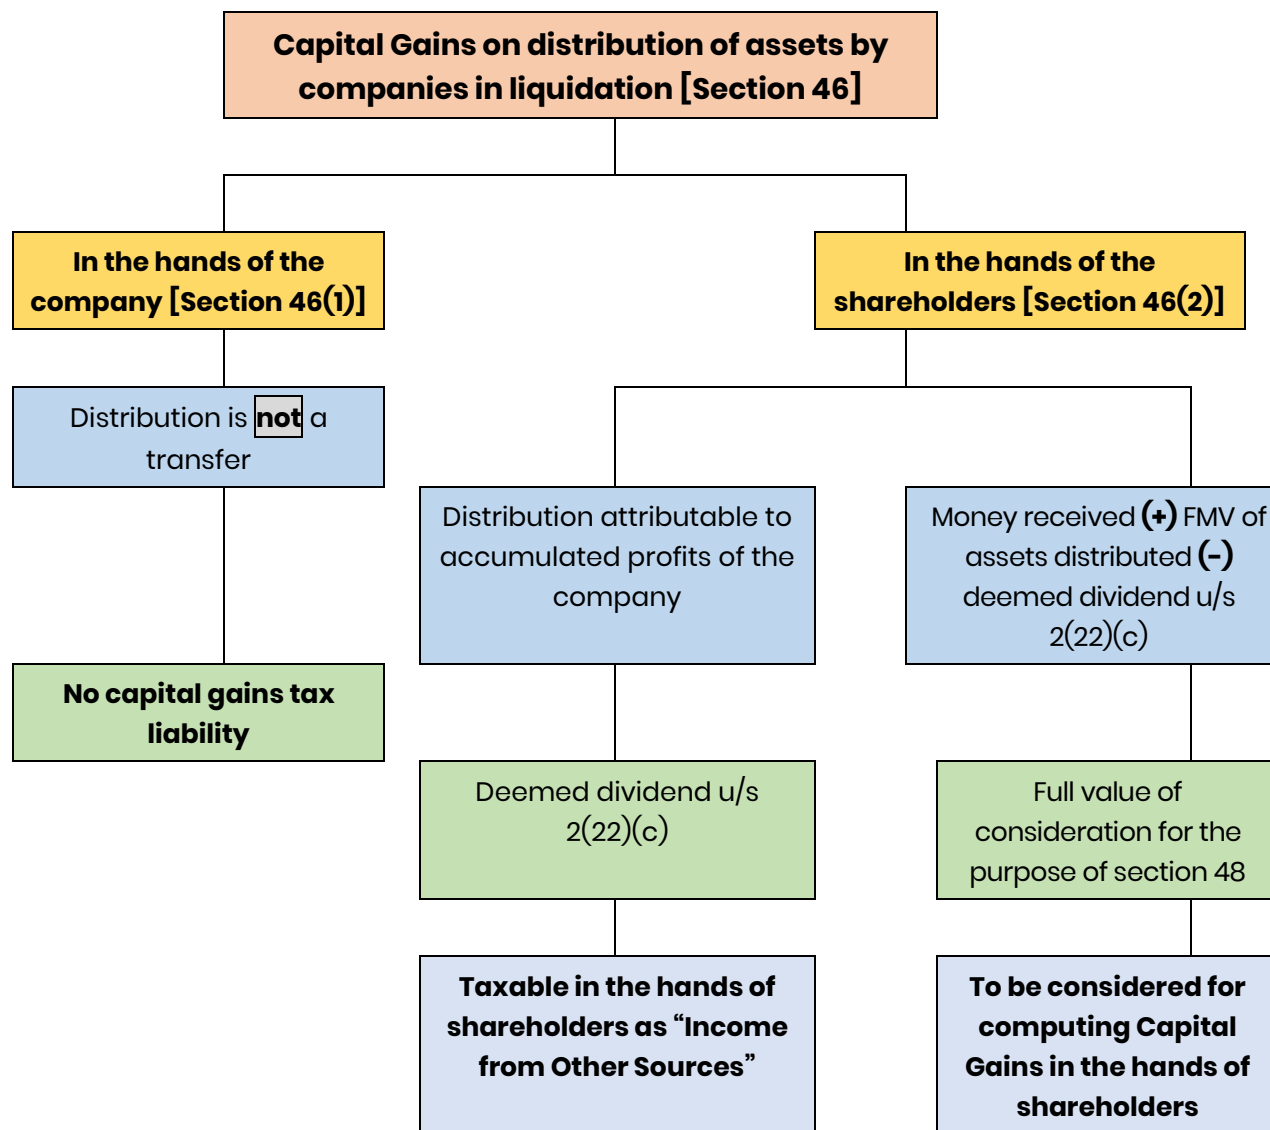 Capital Gains on distribution of assets by
companies in liquidation [Section 46]
In the hands of the
company [Section 46(1)]
In the hands of the
shareholders [Section 46(2)]
Distribution is not a
transfer
Distribution attributable to
accumulated profits of the
company
Money received (+) FMV of
assets distributed (-)
deemed dividend u/s
2(22)(c)
No capital gains tax
liability
Deemed dividend u/s
2(22)(c)
Full value of
consideration for the
purpose of section 48
Taxable in the hands of
shareholders as “Income
from Other Sources”
To be considered for
computing Capital
Gains in the hands of
shareholders